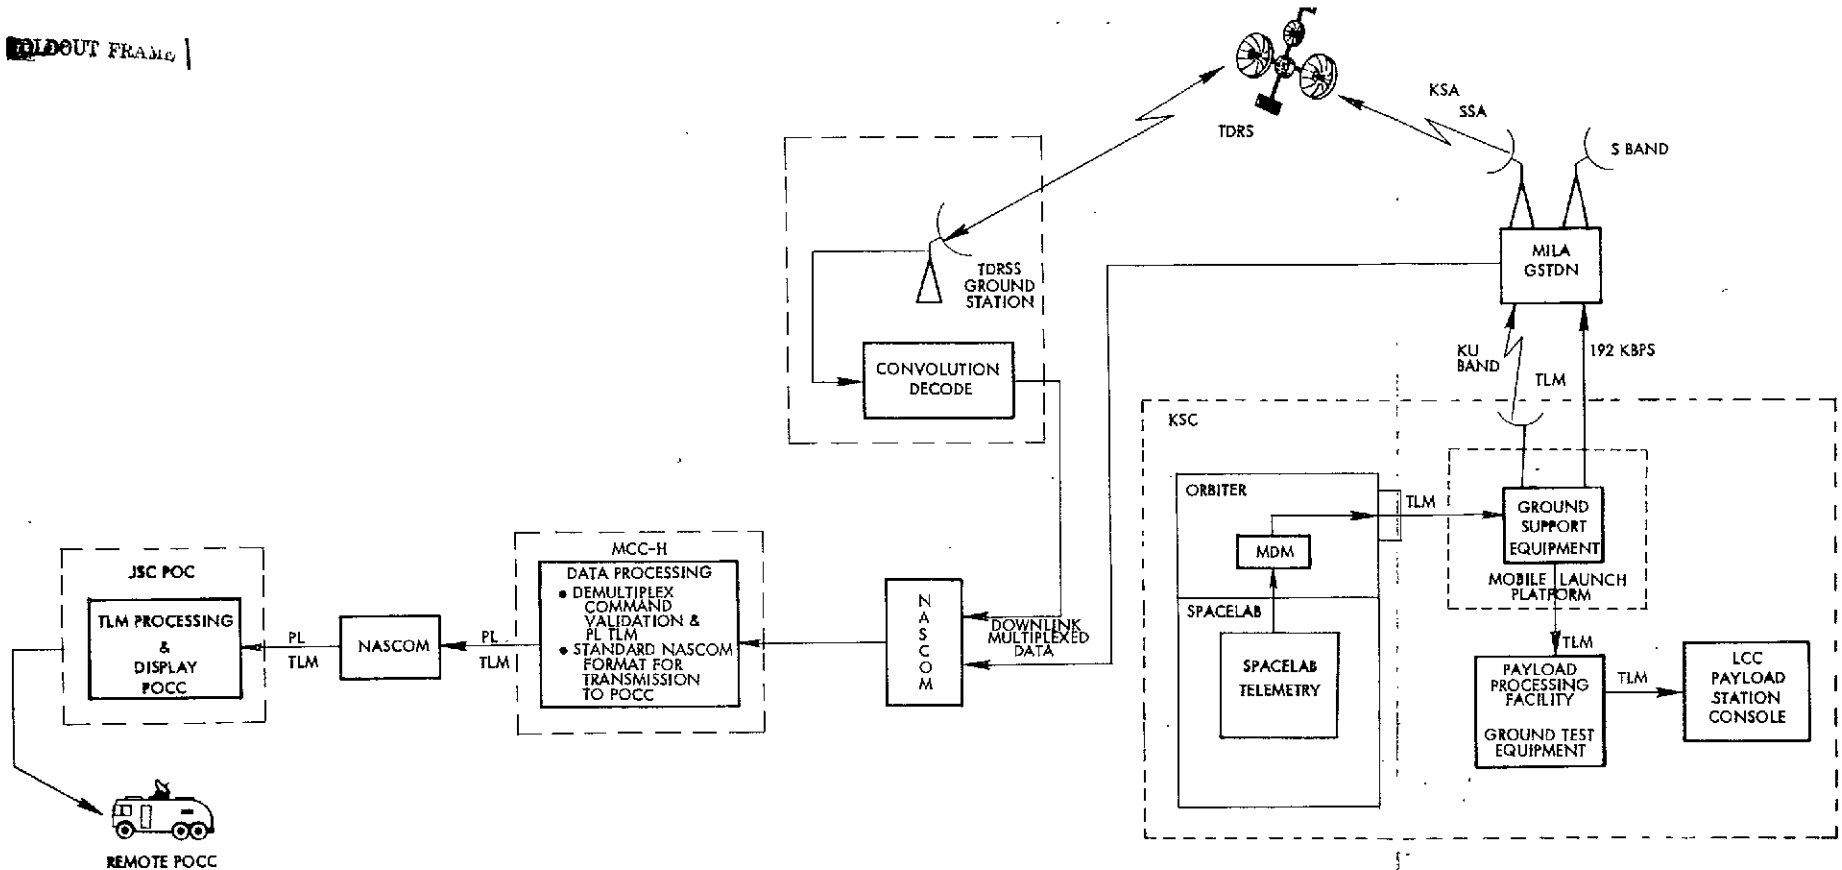 FRAME
KSA
SSA
TDRS
S BAND
MILA
GSTDN
TDRSS
GROUND
STATION
CONVOLUTION
DECODE
KU
BAND
192 KBPS
TLM
KSC
ORBITER
MDM
TLM
GROUND
SUPPORT
EQUIPMENT
MOBILE LAUNCH
PLATFORM
SPACELAB
SPACELAB
TELEMETRY
TLM
PAYLOAD
PROCESSING
FACILITY
GROUND TEST
EQUIPMENT
TLM
LCC
PAYLOAD
STATION
CONSOLE
JSC POC
TLM PROCESSING
&
DISPLAY
POCC
PL
TLM
NASCOM
PL
TLM
MCC-H
DATA PROCESSING
• DEMULTIPLEX
COMMAND
VALIDATION &
PL TLM
• STANDARD NASCOM
FORMAT FOR
TRANSMISSION
TO POCC
NASCOM
DOWNLINK
MULTIPLEXED
DATA
REMOTE POCC